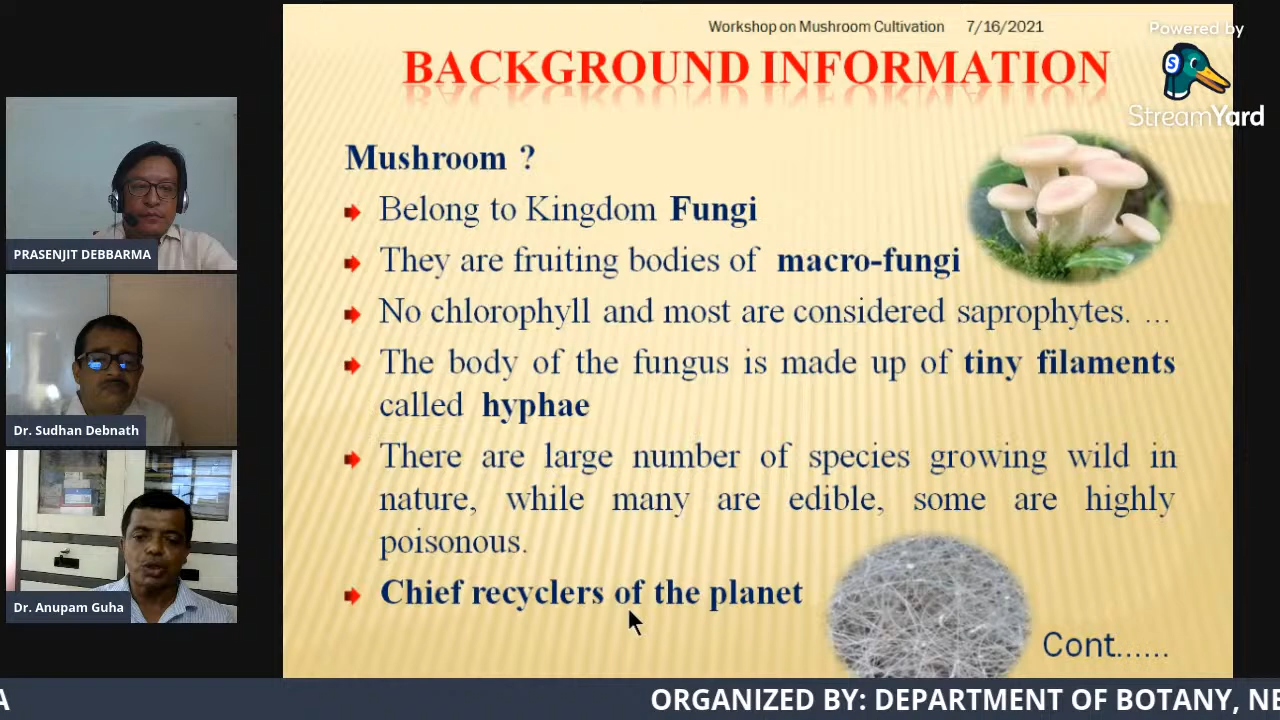 Workshop on Mushroom Cultivation 7/16/2021
Powered by
StreamYard
BACKGROUND INFORMATION
Mushroom ?
Belong to Kingdom Fungi
They are fruiting bodies of macro-fungi
No chlorophyll and most are considered saprophytes. ...
The body of the fungus is made up of tiny filaments
called hyphae
There are large number of species growing wild in
nature, while many are edible, some are highly
poisonous.
Chief recyclers of the planet
Cont......
PRASENJIT DEBBARMA
Dr. Sudhan Debnath
Dr. Anupam Guha
A
ORGANIZED BY: DEPARTMENT OF BOTANY, NE